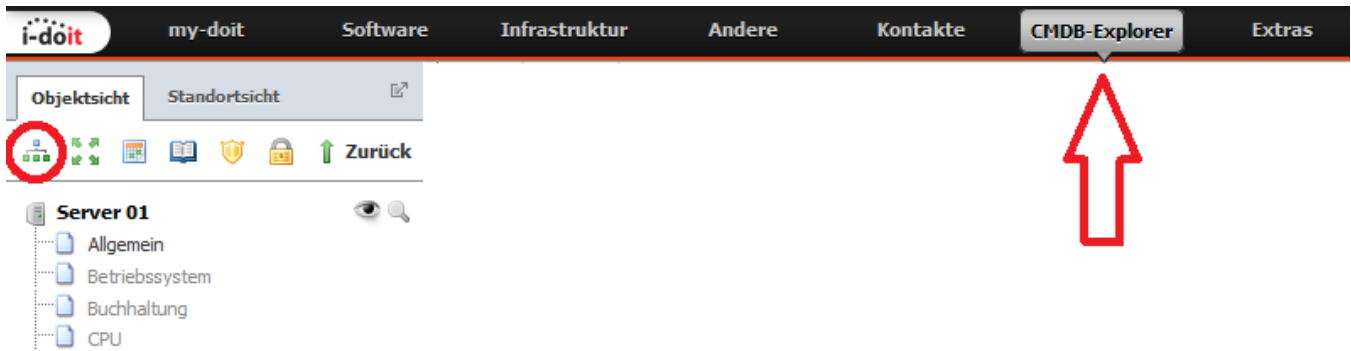 i-doit my-doit Software Infrastruktur Andere Kontakte CMDB-Explorer Extras
Objektsicht Standortsicht
Zurück
Server 01
Allgemein
Betriebssystem
Buchhaltung
CPU